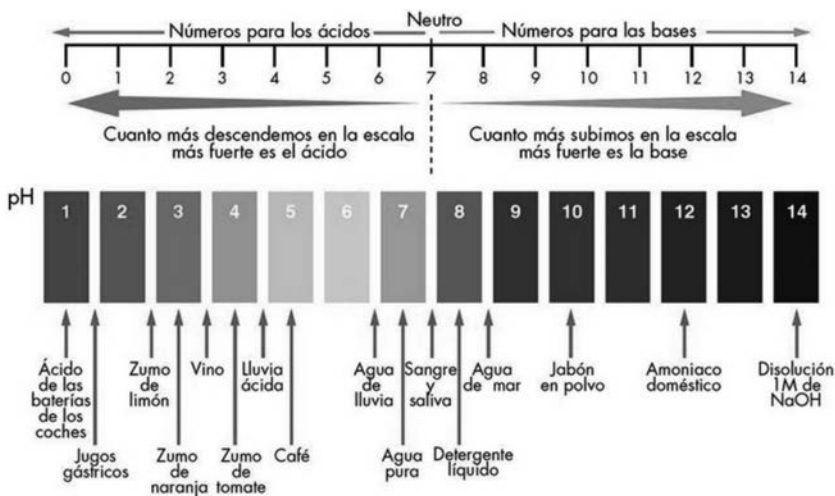 Neutro
Números para los ácidos
Números para las bases
0 1 2 3 4 5 6 7 8 9 10 11 12 13 14
Cuanto más descendemos en la escala
más fuerte es el ácido
Cuanto más subimos en la escala
más fuerte es la base
pH
1 2 3 4 5 6 7 8 9 10 11 12 13 14
Ácido
de las
baterías
de los
coches
Jugos
gástricos
Zumo
de
limón
Zumo
de
naranja
Vino
Zumo
de
tomate
Lluvia
ácida
Café
Agua
de
lluvia
Agua
pura
Sangre
y
saliva
Detergente
líquido
Agua
de mar
Jabón
en polvo
Amoniaco
doméstico
Disolución
1M de
NaOH